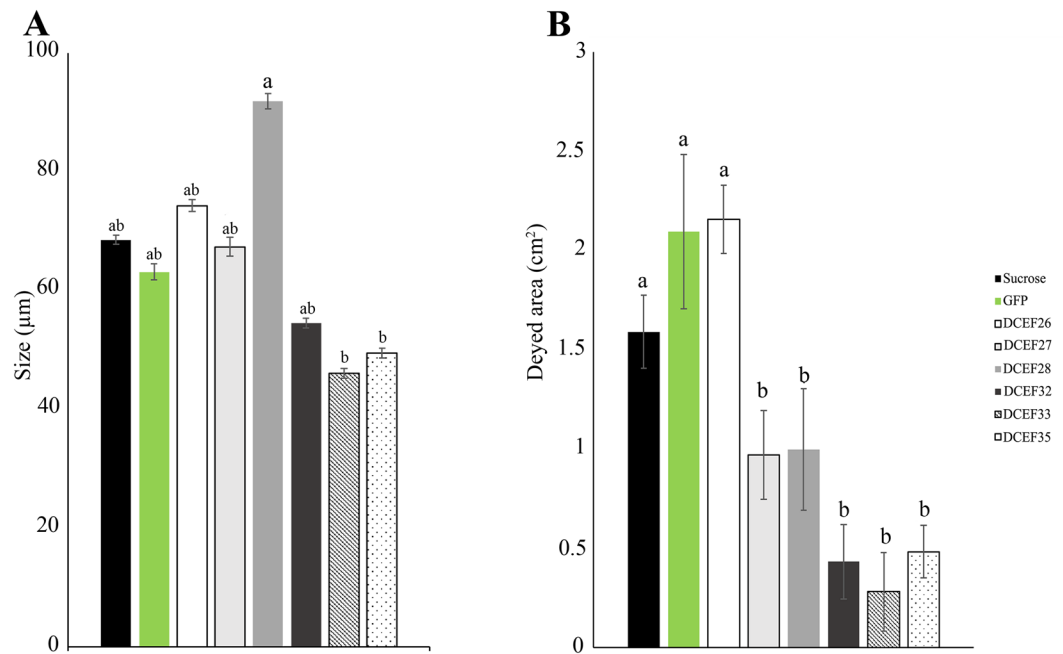 A
100
80
60
40
20
0
Size (µm)
ab
ab
ab
ab
a
ab
b
b
B
3
2.5
2
1.5
1
0.5
0
Deyed area (cm²)
a
a
a
b
b
b
b
b
Sucrose
GFP
DCEF26
DCEF27
DCEF28
DCEF32
DCEF33
DCEF35